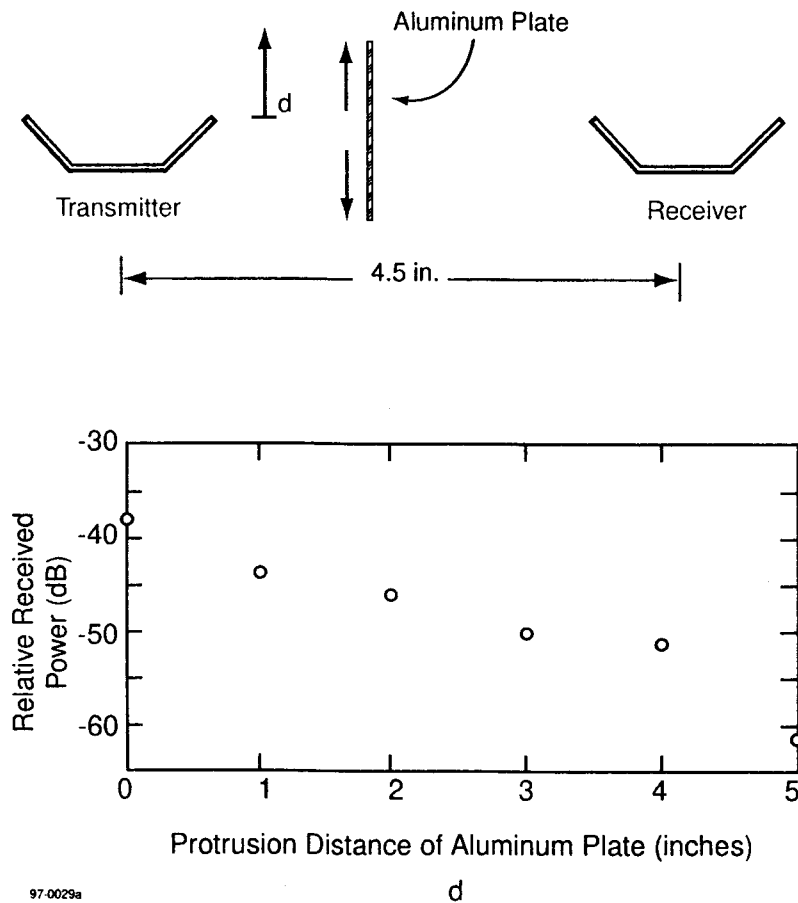 Aluminum Plate
d
Transmitter
Receiver
4.5 in.
-30
-40
-50
-60
Relative Received
Power (dB)
0 1 2 3 4 5
Protrusion Distance of Aluminum Plate (inches)
d
97-0029a